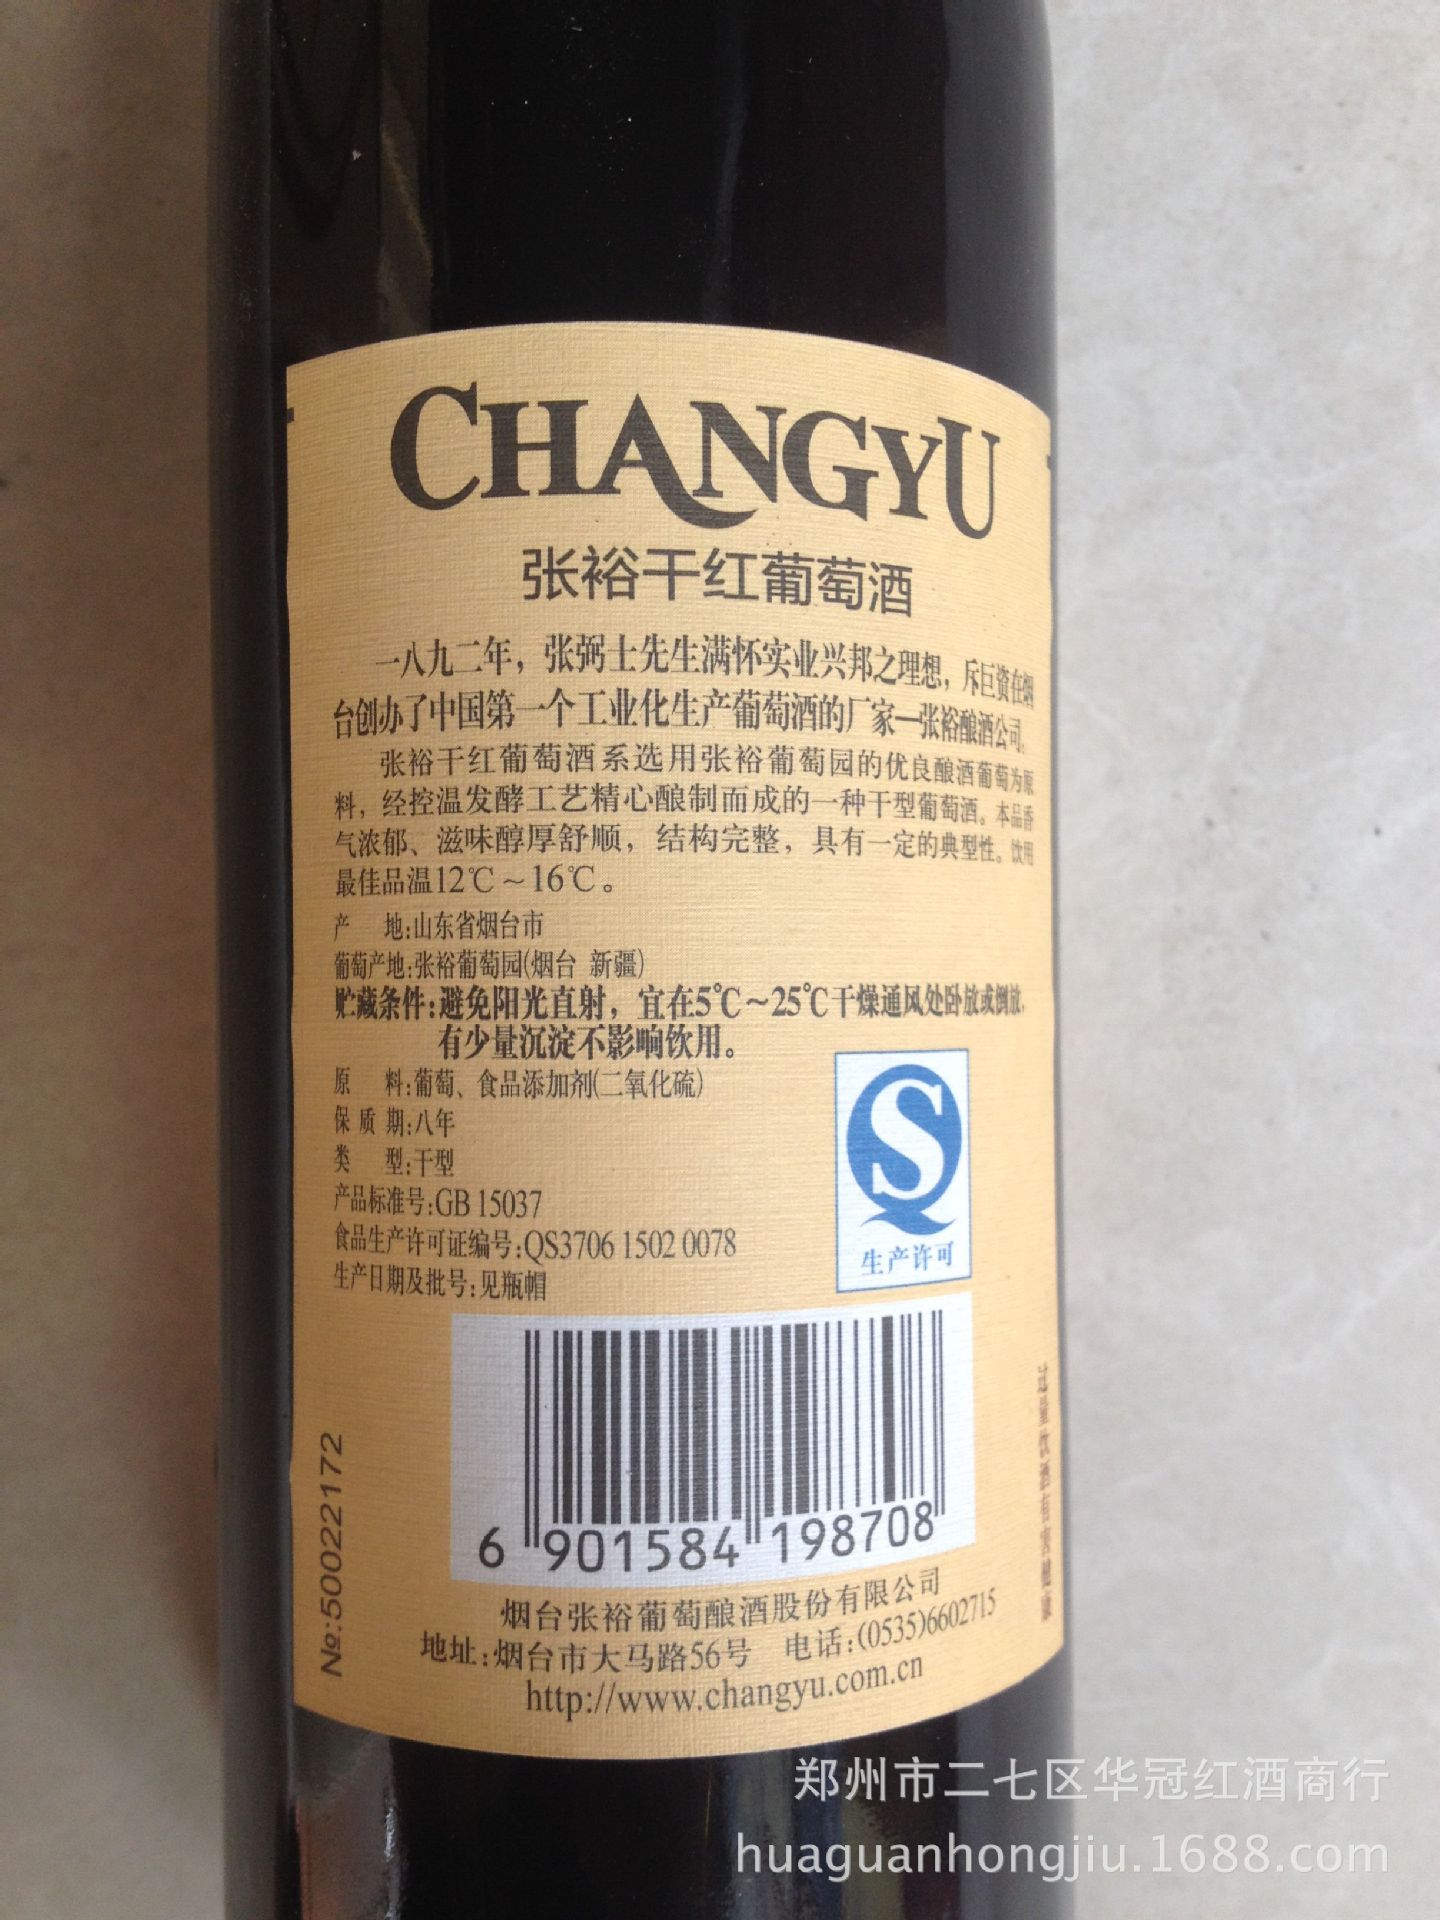 CHANGYU
张裕干红葡萄酒
一八九二年，张弼士先生满怀实业兴邦之理想，斥巨资在烟
台创办了中国第一个工业化生产葡萄酒的厂家—张裕酿酒公司。
张裕干红葡萄酒系选用张裕葡萄园的优良酿酒葡萄为原
料，经控温发酵工艺精心酿制而成的一种干型葡萄酒。本品香
气浓郁、滋味醇厚舒顺，结构完整，具有一定的典型性。饮用
最佳品温12℃～16℃。
产 地:山东省烟台市
葡萄产地:张裕葡萄园(烟台 新疆)
贮藏条件:避免阳光直射，宜在5℃～25℃干燥通风处卧放或倒放，
有少量沉淀不影响饮用。
原 料:葡萄、食品添加剂(二氧化硫)
保 质 期:八年
类 型:干型
产品标准号:GB 15037
食品生产许可证编号:QS3706 1502 0078
生产日期及批号:见瓶帽
S
生产许可
6 901584 198708
№:50022172
过量饮酒有害健康
烟台张裕葡萄酿酒股份有限公司
地址:烟台市大马路56号 电话:(0535)6602715
http://www.changyu.com.cn
郑州市二七区华冠红酒商行
huaguanhongjiu.1688.com